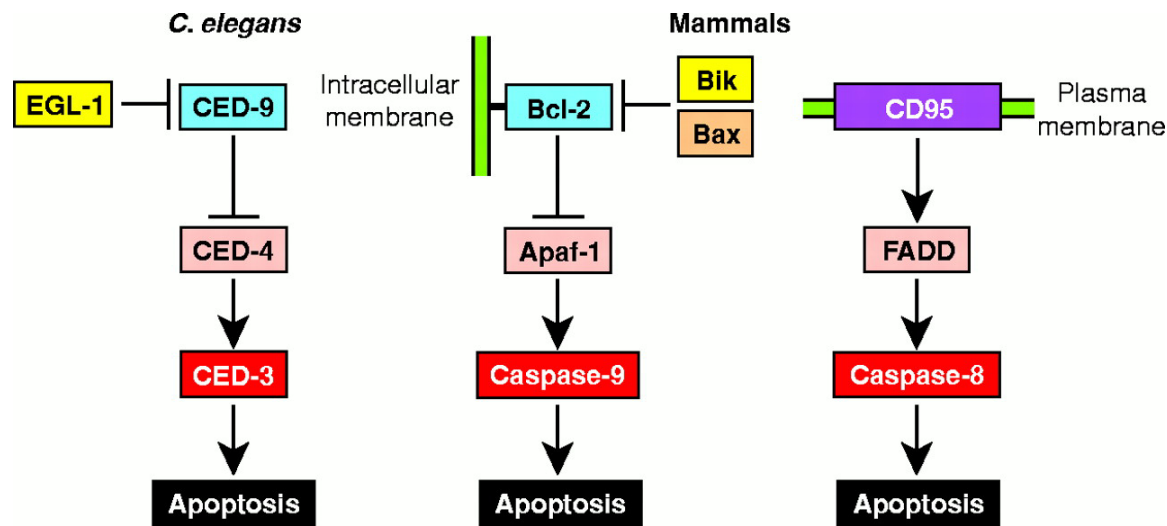 C. elegans
Mammals
EGL-1
CED-9
Intracellular
membrane
Bcl-2
Bik
Bax
CD95
Plasma
membrane
CED-4
Apaf-1
FADD
CED-3
Caspase-9
Caspase-8
Apoptosis
Apoptosis
Apoptosis